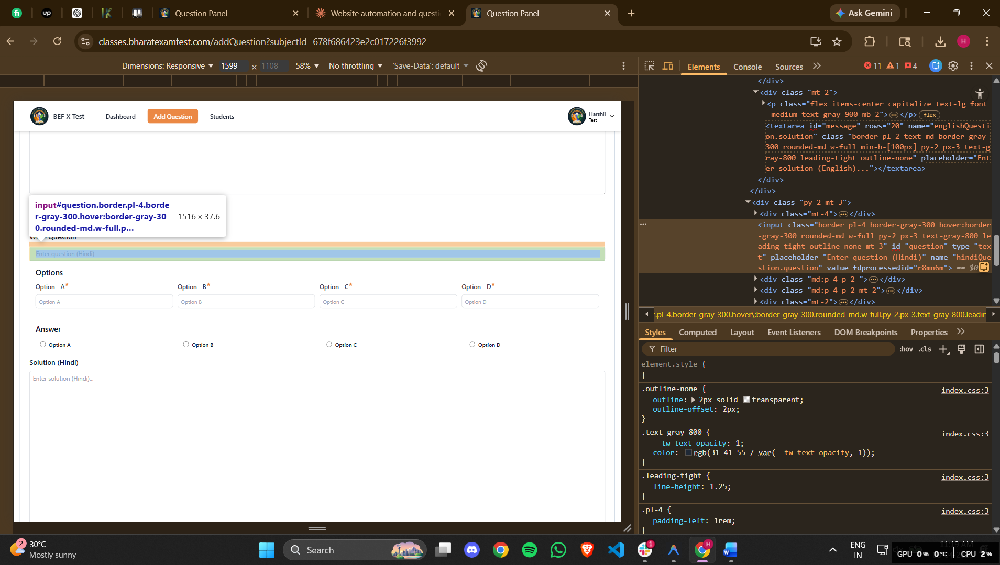 Question Panel
Website automation and questi
Question Panel
Ask Gemini
classes.bharatexamfest.com/addQuestion?subjectId=678f686423e2c017226f3992
H
Dimensions: Responsive
1599 × 1108
58%
No throttling
'Save-Data': default
Elements
Console
Sources
11
1
4
BEF X Test
Dashboard
Add Question
Students
Harshil
Test
input#question.border.pl-4.borde
r-gray-300.hover:border-gray-30
0.rounded-md.w-full.p...
1516 × 37.6
Enter question (Hindi)
Options
Option - A*
Option - B*
Option - C*
Option - D*
Option A
Option B
Option C
Option D
Answer
Option A
Option B
Option C
Option D
Solution (Hindi)
Enter solution (Hindi)...
</div>
<div class="mt-2">
<p class="flex items-center capitalize text-lg font
-medium text-gray-900 mb-2">…</p> flex
<textarea id="message" rows="20" name="englishQuesti
on.solution" class="border pl-2 text-md border-gray-
300 rounded-md w-full min-h-[100px] py-2 px-3 text-g
ray-800 leading-tight outline-none" placeholder="Ent
er solution (English)..."></textarea>
</div>
</div>
<div class="py-2 mt-3">
<div class="mt-4">…</div>
<input class="border pl-4 border-gray-300 hover:border
-gray-300 rounded-md w-full py-2 px-3 text-gray-800 le
ading-tight outline-none mt-3" id="question" type="tex
t" placeholder="Enter question (Hindi)" name="hindiQue
stion.question" value fdprocessedid="r8mn6m"> == $0
<div class="md:p-4 p-2 ">…</div>
<div class="md:p-4 p-2 mt-2">…</div>
<div class="mt-2">…</div>
.pl-4.border-gray-300.hover\:border-gray-300.rounded-md.w-full.py-2.px-3.text-gray-800.leadin
Styles
Computed
Layout
Event Listeners
DOM Breakpoints
Properties
Filter
:hov
.cls
element.style {
}
.outline-none {
index.css:3
outline: 2px solid transparent;
outline-offset: 2px;
}
.text-gray-800 {
index.css:3
--tw-text-opacity: 1;
color: rgb(31 41 55 / var(--tw-text-opacity, 1));
}
.leading-tight {
index.css:3
line-height: 1.25;
}
.pl-4 {
index.css:3
padding-left: 1rem;
}
2
30°C
Mostly sunny
Search
1
H
ENG
IN
GPU 0% 0°C
CPU 2%